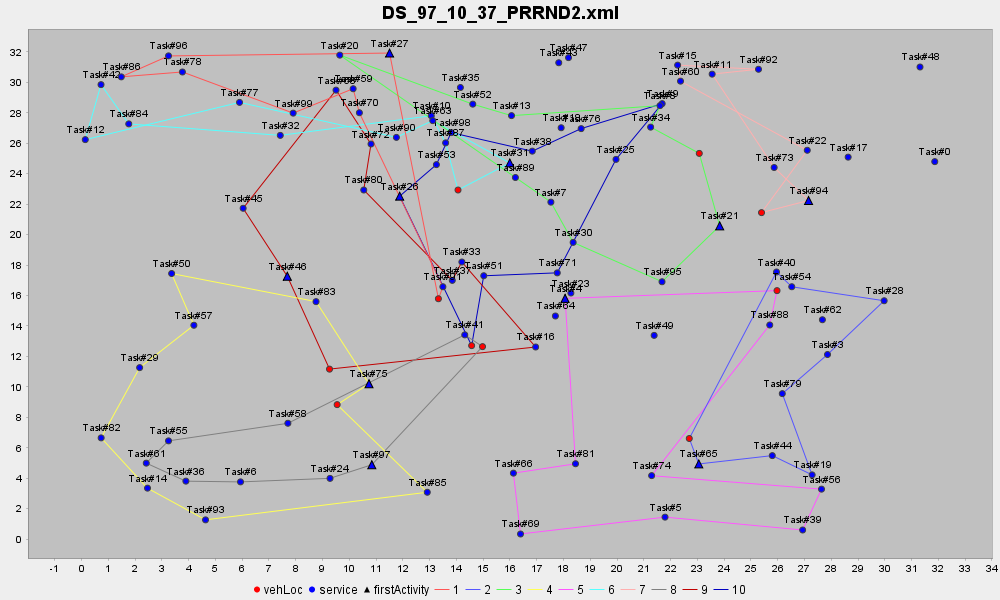 DS_97_10_37_PRRND2.xml
32
30
28
26
24
22
20
18
16
14
12
10
8
6
4
2
0
Task#96
Task#20
Task#27
Task#47
Task#15
Task#92
Task#48
Task#86
Task#78
Task#42
Task#59
Task#35
Task#60
Task#11
Task#77
Task#99
Task#70
Task#10
Task#63
Task#52
Task#13
Task#9
Task#84
Task#12
Task#32
Task#72
Task#90
Task#98
Task#87
Task#76
Task#34
Task#38
Task#22
Task#17
Task#0
Task#53
Task#31
Task#25
Task#73
Task#89
Task#80
Task#26
Task#7
Task#94
Task#45
Task#21
Task#30
Task#50
Task#46
Task#33
Task#37
Task#51
Task#71
Task#95
Task#40
Task#54
Task#28
Task#83
Task#23
Task#4
Task#64
Task#57
Task#41
Task#16
Task#49
Task#88
Task#62
Task#3
Task#29
Task#75
Task#79
Task#58
Task#82
Task#55
Task#61
Task#97
Task#81
Task#65
Task#44
Task#14
Task#36
Task#6
Task#24
Task#66
Task#74
Task#19
Task#56
Task#85
Task#93
Task#69
Task#5
Task#39
-1 0 1 2 3 4 5 6 7 8 9 10 11 12 13 14 15 16 17 18 19 20 21 22 23 24 25 26 27 28 29 30 31 32 33 34
vehLoc service firstActivity 1 2 3 4 5 6 7 8 9 10